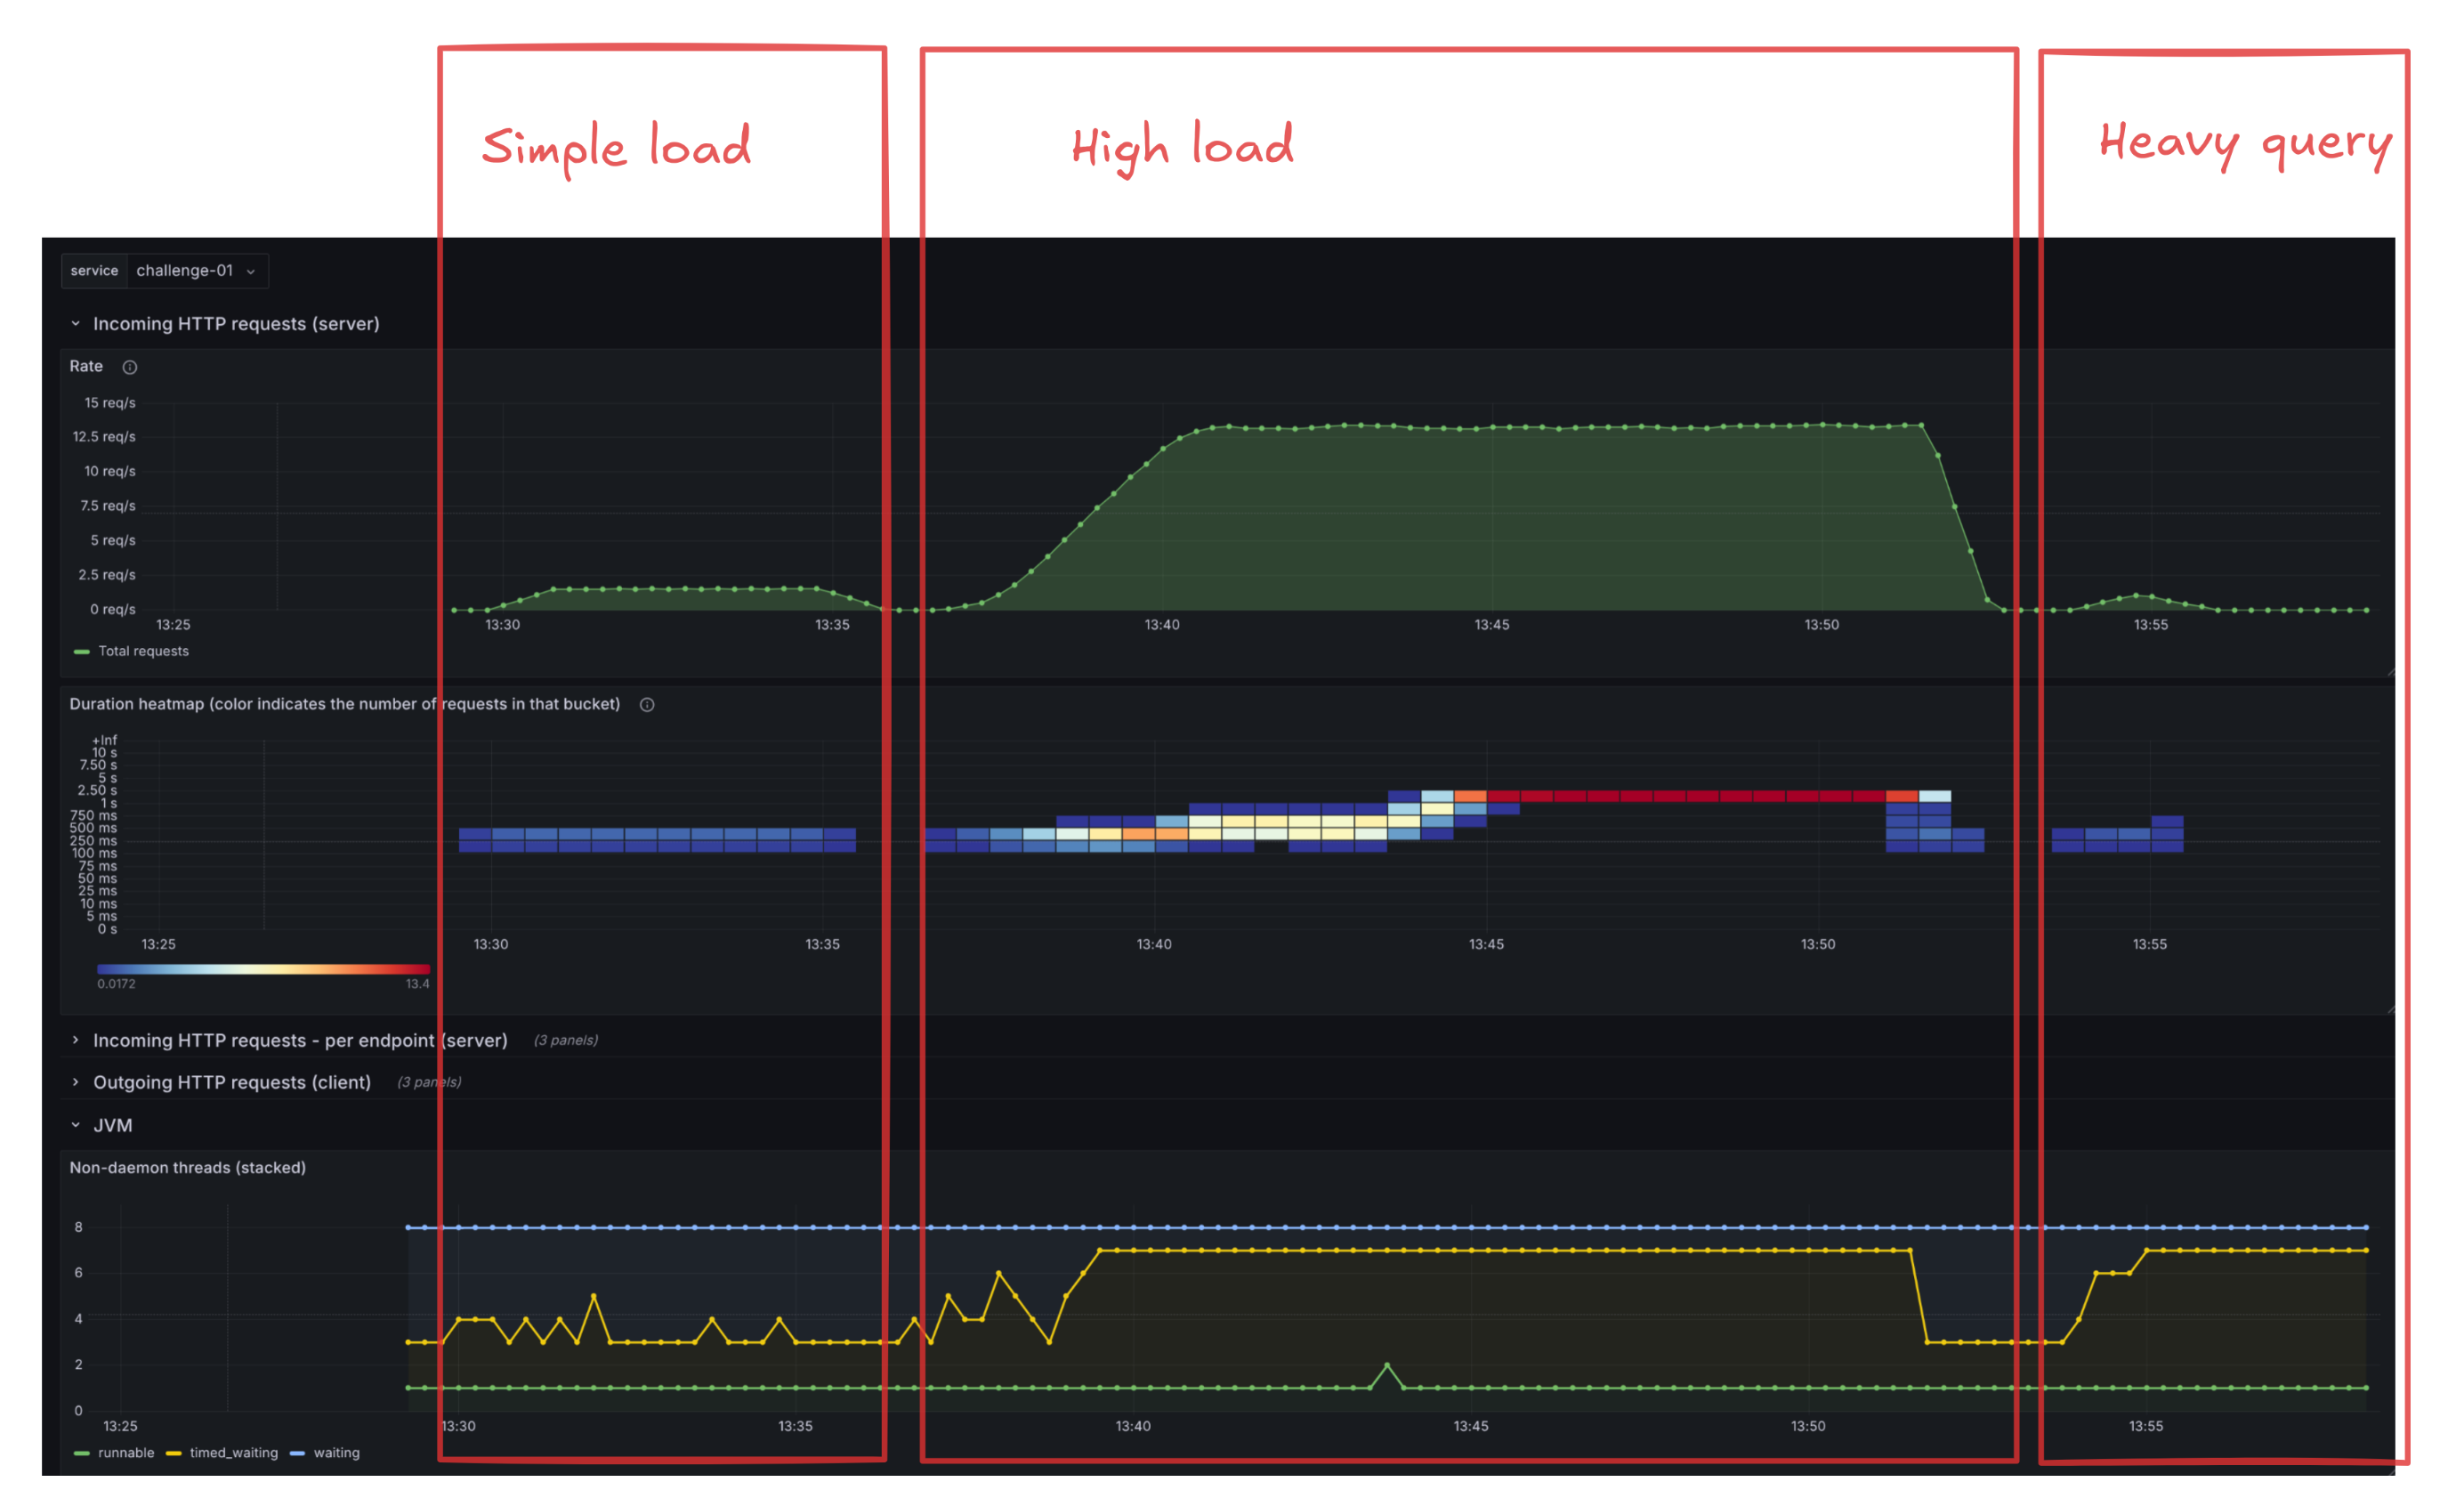 Simple load
High load
Heavy query
service challenge-01
Incoming HTTP requests (server)
Rate
15 req/s
12.5 req/s
10 req/s
7.5 req/s
5 req/s
2.5 req/s
0 req/s
13:25 13:30 13:35 13:40 13:45 13:50 13:55
Total requests
Duration heatmap (color indicates the number of requests in that bucket)
+Inf
10 s
7.50 s
5 s
2.50 s
1 s
750 ms
500 ms
250 ms
100 ms
75 ms
50 ms
25 ms
10 ms
5 ms
0 s
13:25 13:30 13:35 13:40 13:45 13:50 13:55
0.0172 13.4
Incoming HTTP requests - per endpoint (server) (3 panels)
Outgoing HTTP requests (client) (3 panels)
JVM
Non-daemon threads (stacked)
8
6
4
2
0
13:25 13:30 13:35 13:40 13:45 13:50 13:55
runnable timed_waiting waiting